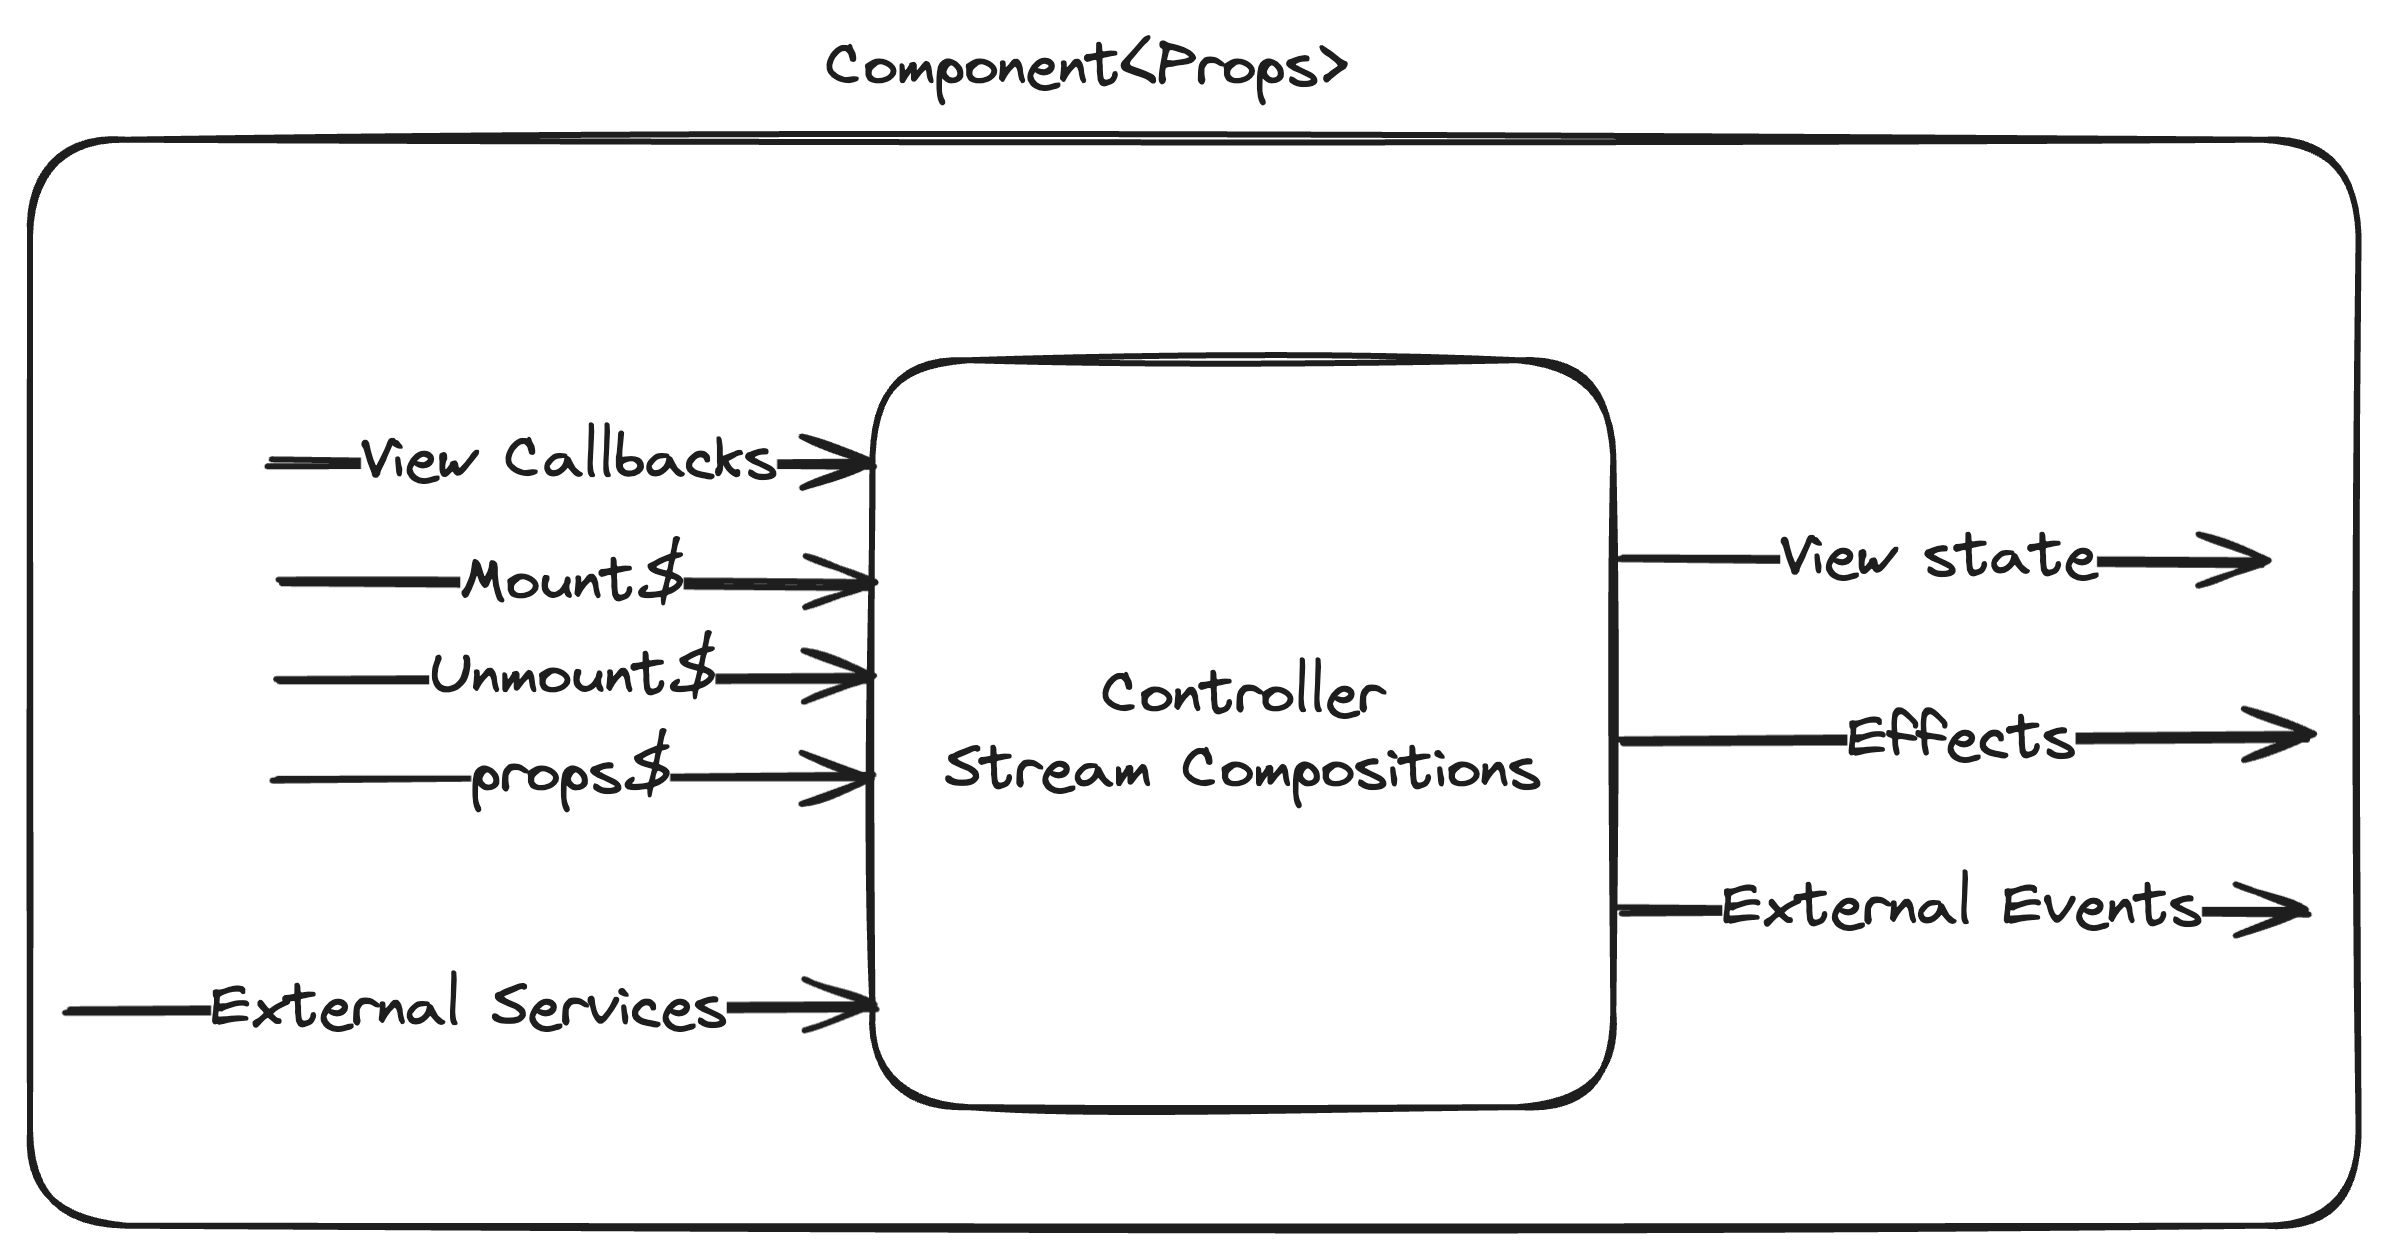 Component<Props>
View Callbacks
Mount$
Unmount$
props$
External Services
Controller
Stream Compositions
View state
Effects
External Events